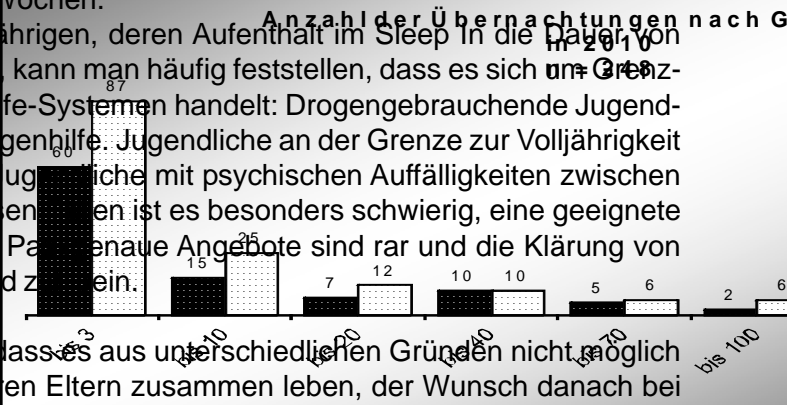 Wochen.
Anzahl der Übernachtungen nach G
ährigen, deren Aufenthalt im Sleep In die Dauer von
in 2010
, kann man häufig feststellen, dass es sich um Grenz-
n = 248
87
fe-Systemen handelt: Drogengebrauchende Jugend-
genhilfe. Jugendliche an der Grenze zur Volljährigkeit
60
iche mit psychischen Auffälligkeiten zwischen
en ist es besonders schwierig, eine geeignete
25
enaue Angebote sind rar und die Klärung von
15
7
12
10
10
5
6
2
6
d ein.
bis 3
bis 10
bis 20
bis 40
bis 70
bis 100
dass es aus unterschiedlichen Gründen nicht möglich
ren Eltern zusammen leben, der Wunsch danach bei